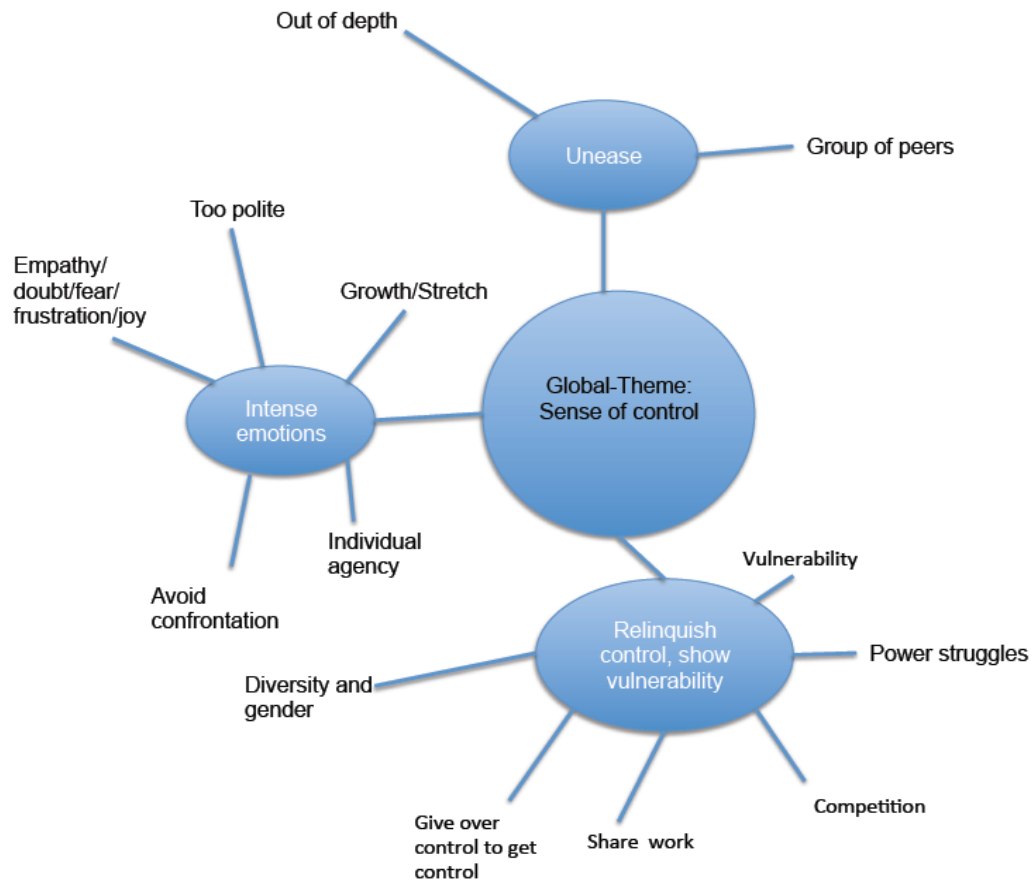 Out of depth
Unease
Group of peers
Too polite
Empathy/
doubt/fear/
frustration/joy
Growth/Stretch
Intense
emotions
Global-Theme:
Sense of control
Individual
agency
Avoid
confrontation
Vulnerability
Relinquish
control, show
vulnerability
Power struggles
Diversity and
gender
Competition
Give over
control to get
control
Share work